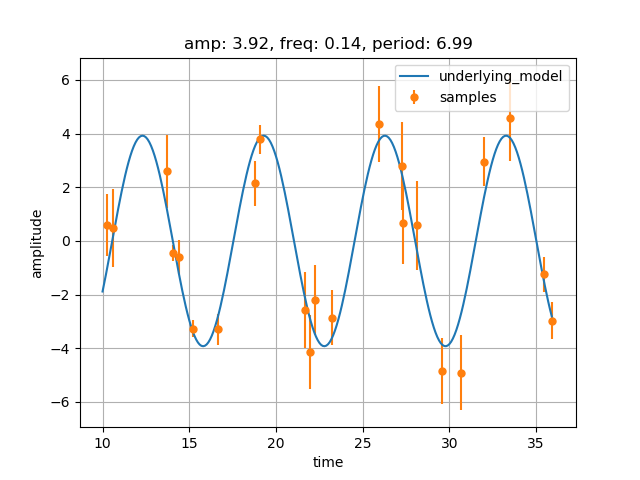 amp: 3.92, freq: 0.14, period: 6.99
underlying_model
samples
6
4
2
0
−2
−4
−6
amplitude
10
15
20
25
30
35
time